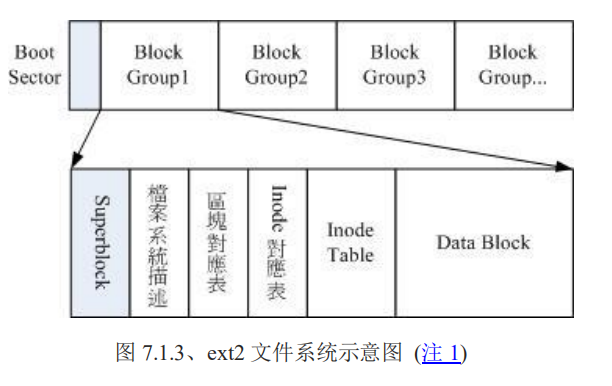 Boot
Sector
Block
Group1
Block
Group2
Block
Group3
Block
Group...
Superblock
檔案系統描述
區塊對應表
Inode 對應表
Inode
Table
Data Block
图 7.1.3、ext2 文件系统示意图 (注 1)